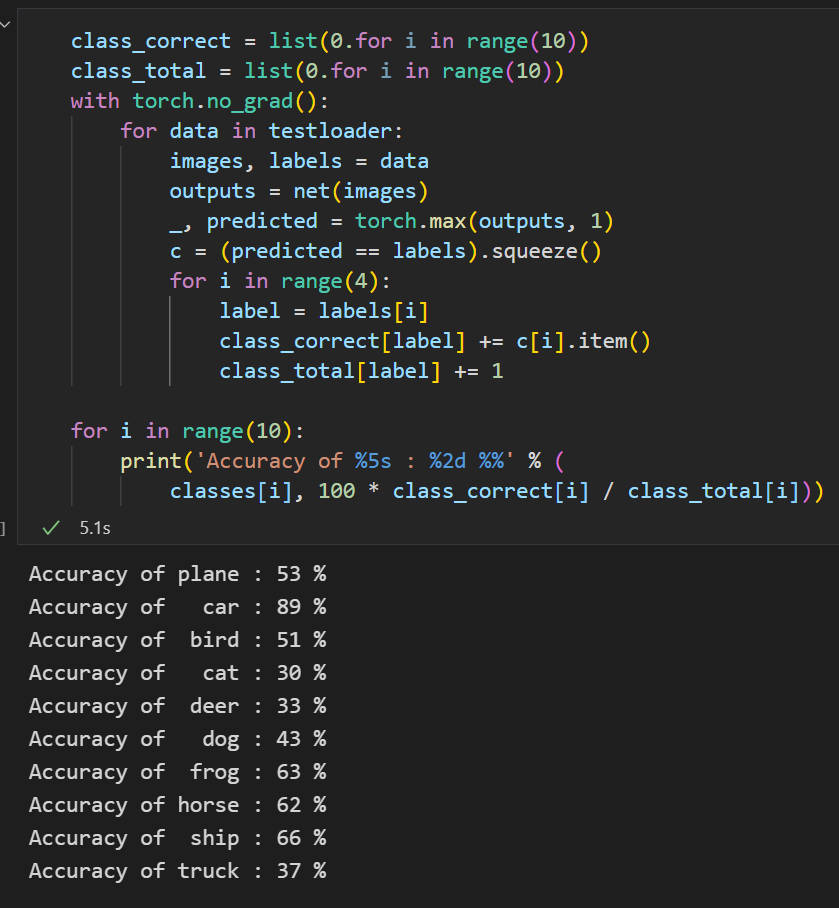 class_correct = list(0.for i in range(10))
class_total = list(0.for i in range(10))
with torch.no_grad():
    for data in testloader:
        images, labels = data
        outputs = net(images)
        _, predicted = torch.max(outputs, 1)
        c = (predicted == labels).squeeze()
        for i in range(4):
            label = labels[i]
            class_correct[label] += c[i].item()
            class_total[label] += 1

for i in range(10):
    print('Accuracy of %5s : %2d %%' % (
        classes[i], 100 * class_correct[i] / class_total[i]))
] ✓ 5.1s
Accuracy of plane : 53 %
Accuracy of   car : 89 %
Accuracy of  bird : 51 %
Accuracy of   cat : 30 %
Accuracy of  deer : 33 %
Accuracy of   dog : 43 %
Accuracy of  frog : 63 %
Accuracy of horse : 62 %
Accuracy of  ship : 66 %
Accuracy of truck : 37 %